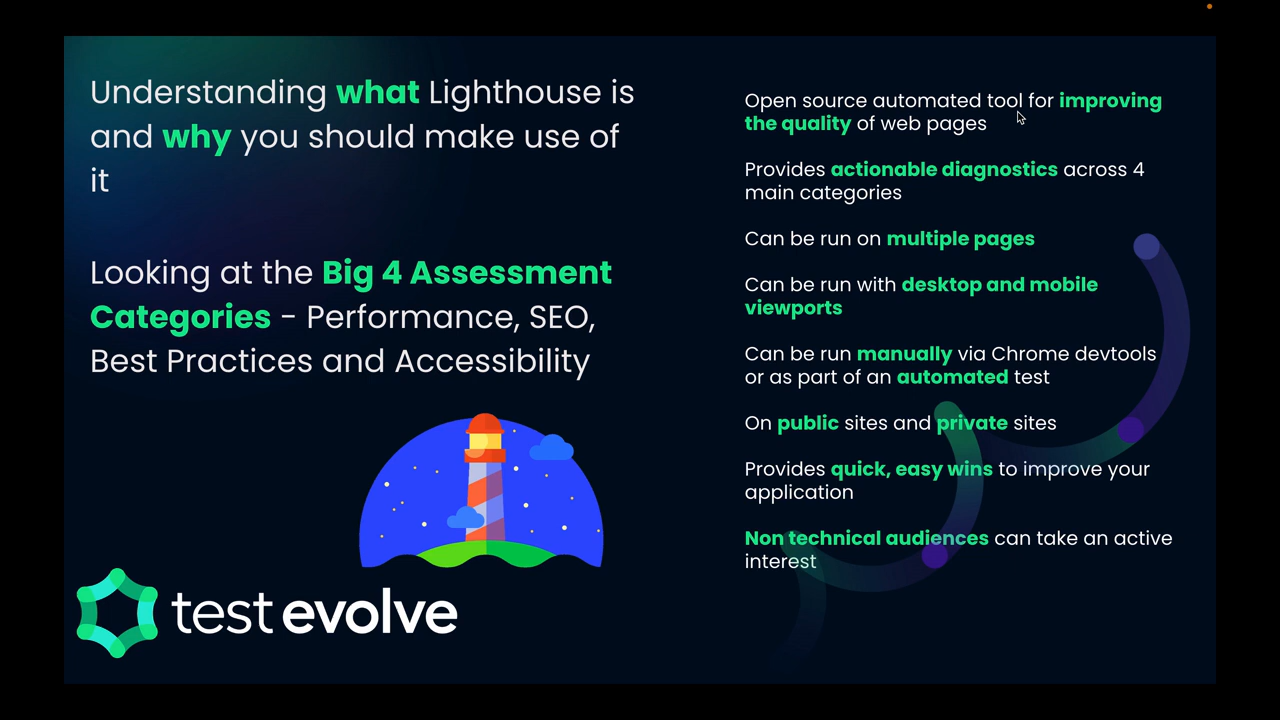 Understanding what Lighthouse is
and why you should make use of
it
Looking at the Big 4 Assessment
Categories - Performance, SEO,
Best Practices and Accessibility
test evolve
Open source automated tool for improving
the quality of web pages
Provides actionable diagnostics across 4
main categories
Can be run on multiple pages
Can be run with desktop and mobile
viewports
Can be run manually via Chrome devtools
or as part of an automated test
On public sites and private sites
Provides quick, easy wins to improve your
application
Non technical audiences can take an active
interest